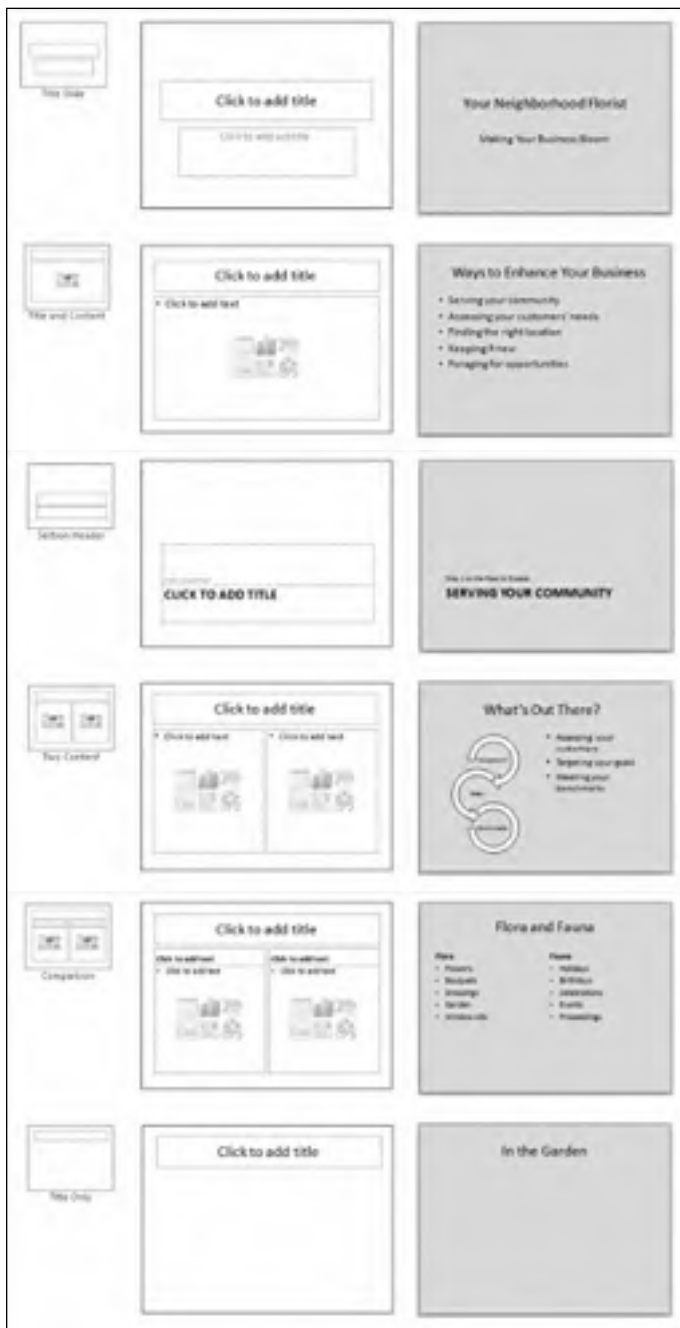 Title Slide
Click to add title
Click to add subtitle
Your Neighborhood Florist
Making Your Business Bloom
Title and Content
Click to add title
• Click to add text
Ways to Enhance Your Business
• Serving your community
• Assessing your customers' needs
• Finding the right location
• Keeping it new
• Foraging for opportunities
Section Header
CLICK TO ADD TITLE
SERVING YOUR COMMUNITY
Two Content
Click to add title
• Click to add text
• Click to add text
What's Out There?
• Assessing your
customers
• Targeting your goals
• Meeting your
benchmarks
Comparison
Click to add title
Click to add text
• Click to add text
Click to add text
• Click to add text
Flora and Fauna
Flora
• Flowers
• Bouquets
• Garden
Fauna
• Holidays
• Birthdays
• Celebrations
• Events
Title Only
Click to add title
In the Garden